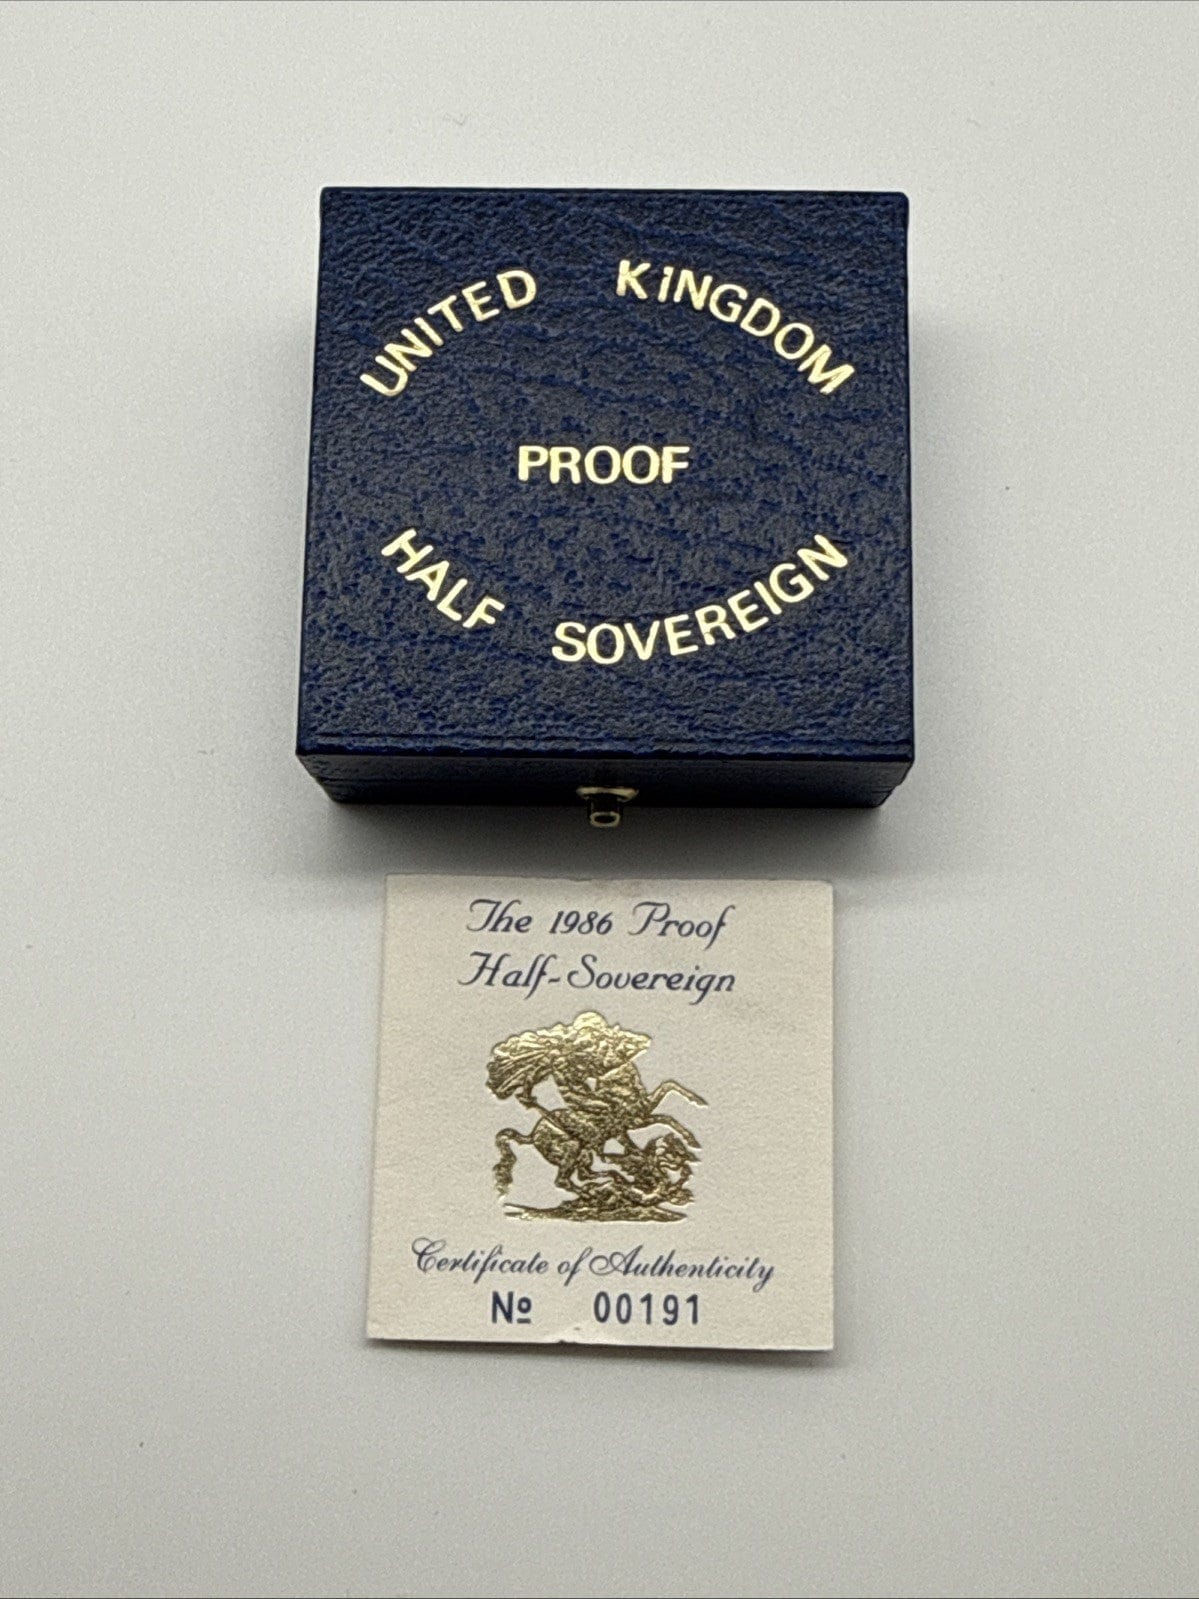 UNITED KiNGDOM
PROOF
HALF SOVEREIGN
The 1986 Proof
Half-Sovereign
Certificate of Authenticity
Nº 00191